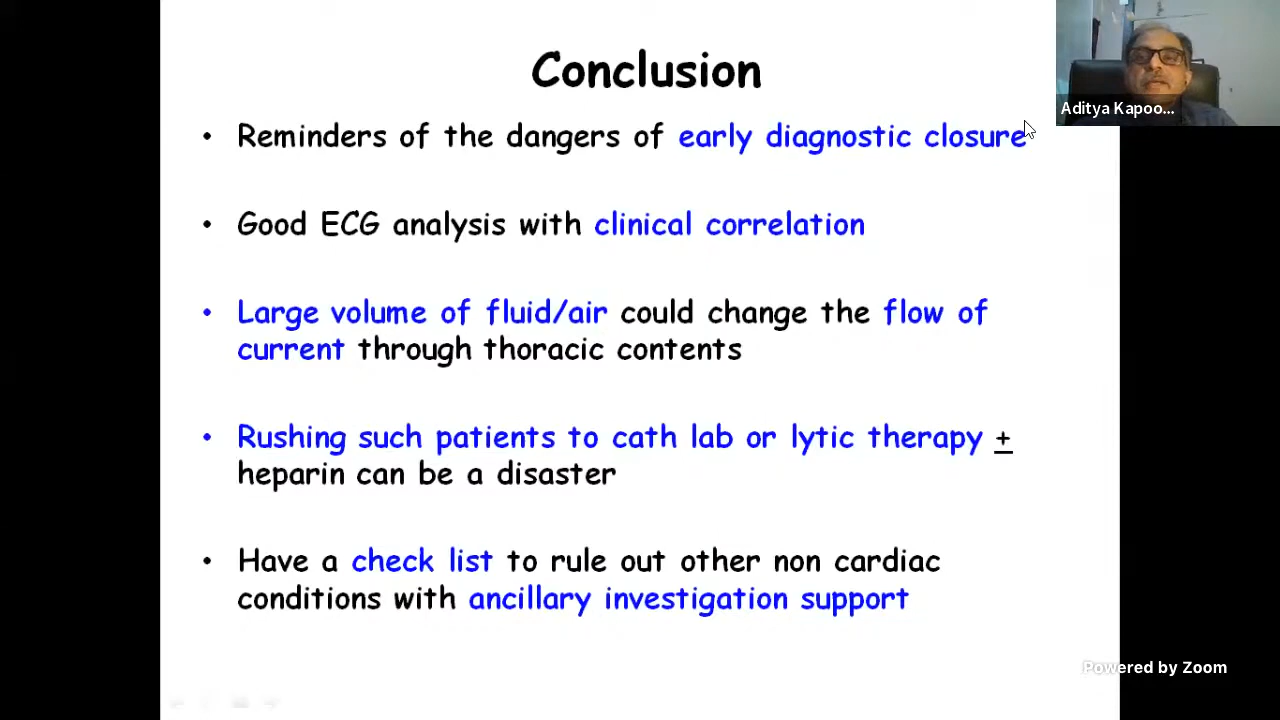 Conclusion
Aditya Kapoo...
• Reminders of the dangers of early diagnostic closure
• Good ECG analysis with clinical correlation
• Large volume of fluid/air could change the flow of
current through thoracic contents
• Rushing such patients to cath lab or lytic therapy ±
heparin can be a disaster
• Have a check list to rule out other non cardiac
conditions with ancillary investigation support
Powered by Zoom